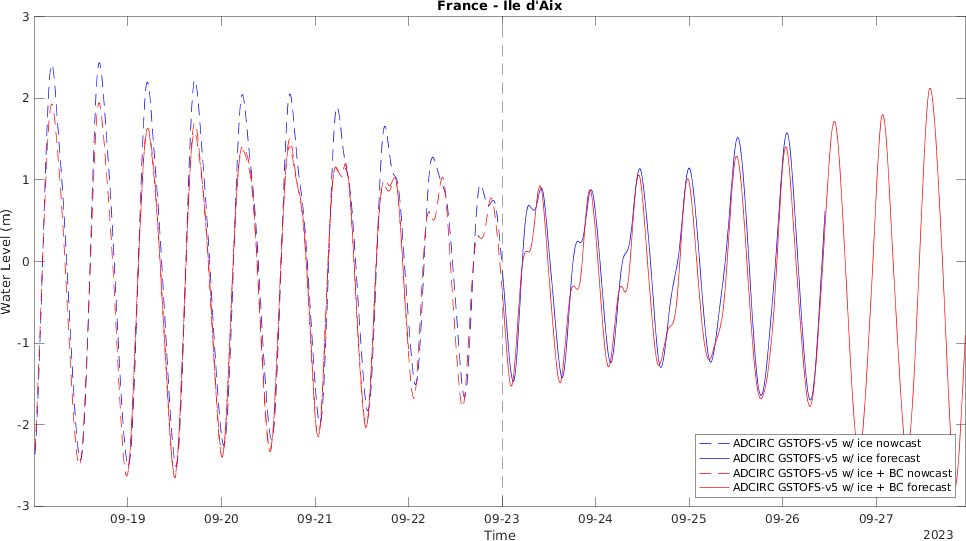 France - Ile d'Aix
Water Level (m)
3
2
1
0
-1
-2
-3
09-19
09-20
09-21
09-22
09-23
09-24
09-25
09-26
09-27
Time
2023
ADCIRC GSTOFS-v5 w/ ice nowcast
ADCIRC GSTOFS-v5 w/ ice forecast
ADCIRC GSTOFS-v5 w/ ice + BC nowcast
ADCIRC GSTOFS-v5 w/ ice + BC forecast